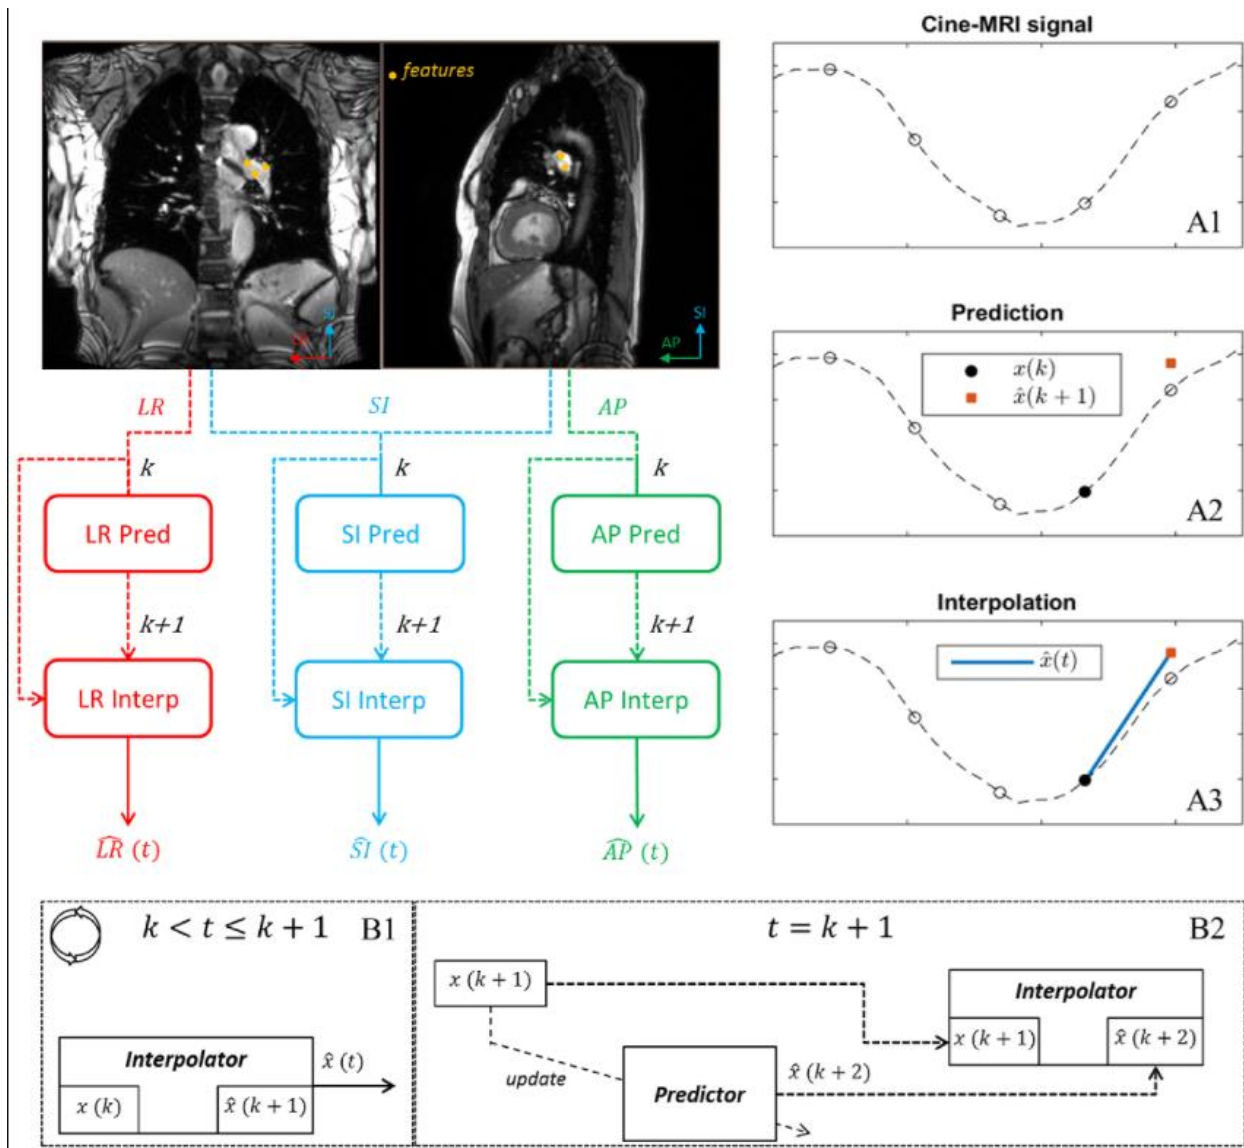 features
LR
SI
AP
SI
LR
SI
AP
k
k
k
LR Pred
SI Pred
AP Pred
k+1
k+1
k+1
LR Interp
SI Interp
AP Interp
L̂R (t)
ŜI (t)
ÂP (t)
Cine-MRI signal
A1
Prediction
x(k)
x̂(k + 1)
A2
Interpolation
x̂(t)
A3
k < t ≤ k + 1
B1
Interpolator
x̂ (t)
x (k)
x̂ (k + 1)
t = k + 1
B2
x (k + 1)
Interpolator
x (k + 1)
x̂ (k + 2)
update
Predictor
x̂ (k + 2)